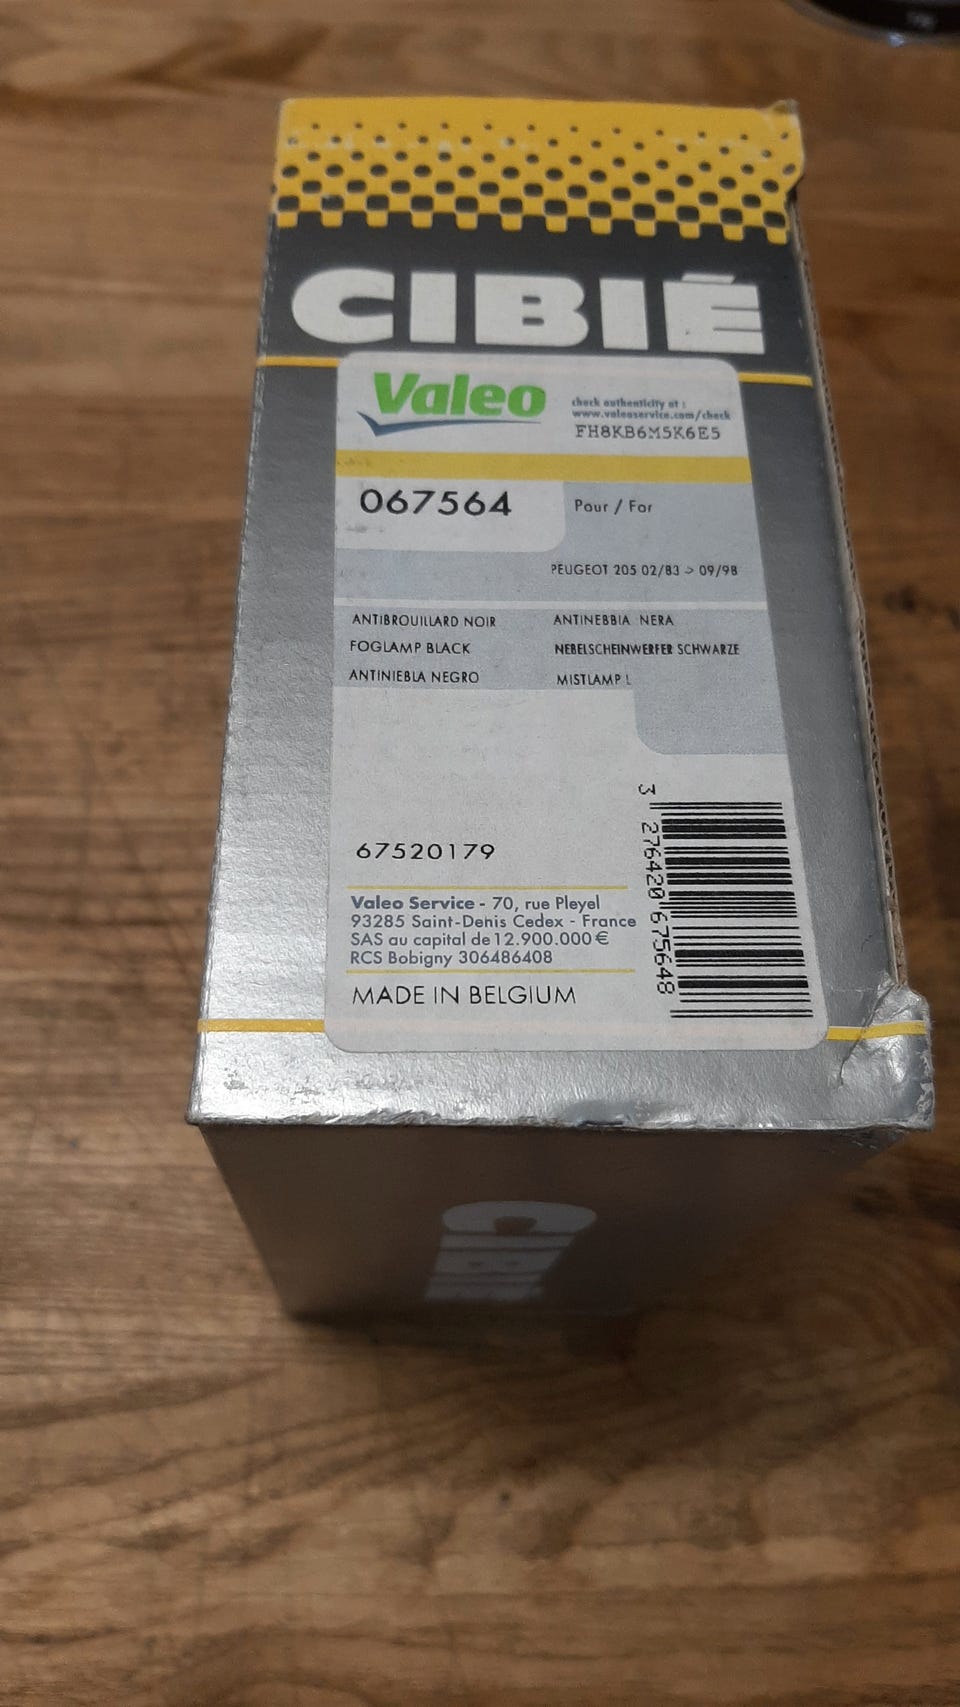 CIBIÉ
Valeo
check authenticity at :
www.valeoservice.com/check
FH8KB6M5K6E5
067564
Pour / For
PEUGEOT 205 02/83 > 09/98
ANTIBROUILLARD NOIR
ANTINEBBIA NERA
FOGLAMP BLACK
NEBELSCHEINWERFER SCHWARZE
ANTINIEBLA NEGRO
MISTLAMP L
67520179
3 276420 675648
Valeo Service - 70, rue Pleyel
93285 Saint-Denis Cedex - France
SAS au capital de 12.900.000 €
RCS Bobigny 306486408
MADE IN BELGIUM
CIBIÉ